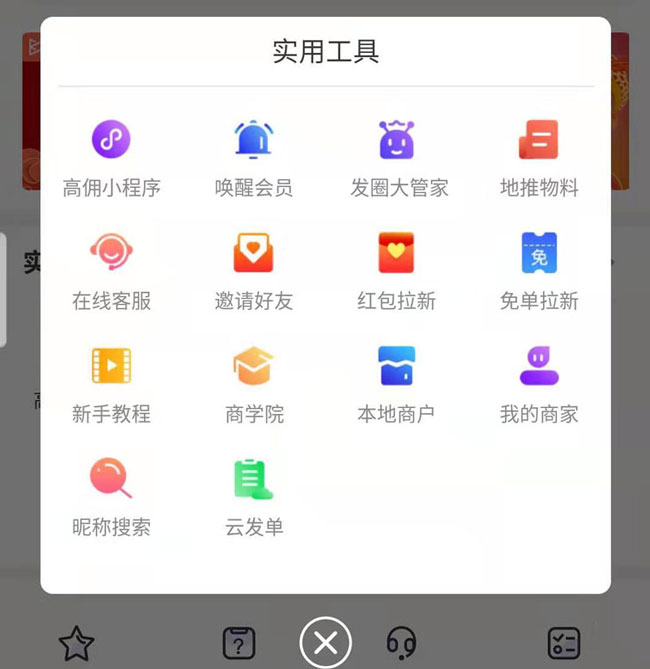 实用工具
高佣小程序 唤醒会员 发圈大管家 地推物料
实
免
在线客服 邀请好友 红包拉新 免单拉新
新手教程 商学院 本地商户 我的商家
昵称搜索 云发单